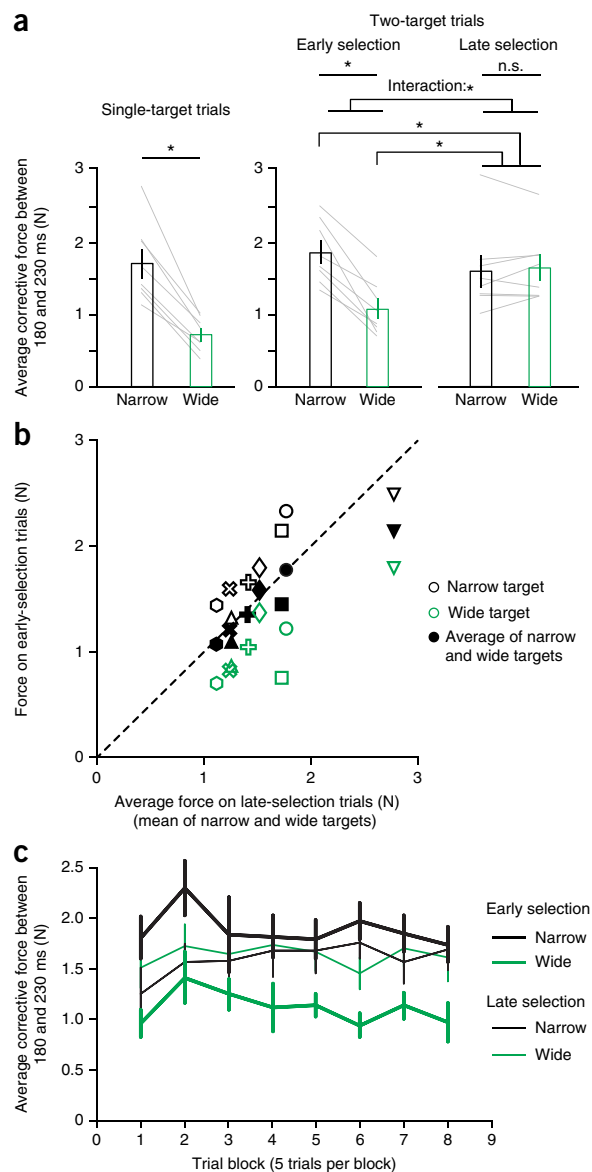 a
Two-target trials
Early selection
Late selection
*
n.s.
Interaction:*
Single-target trials
*
*
*
Average corrective force between
180 and 230 ms (N)
3
2
1
0
Narrow
Wide
3
2
1
0
Narrow
Wide
Narrow
Wide
b
Force on early-selection trials (N)
3
2
1
0
0
1
2
3
Average force on late-selection trials (N)
(mean of narrow and wide targets)
Narrow target
Wide target
Average of narrow
and wide targets
c
Average corrective force between
180 and 230 ms (N)
2.5
2.0
1.5
1.0
0.5
0
0
1
2
3
4
5
6
7
8
9
Trial block (5 trials per block)
Early selection
Narrow
Wide
Late selection
Narrow
Wide